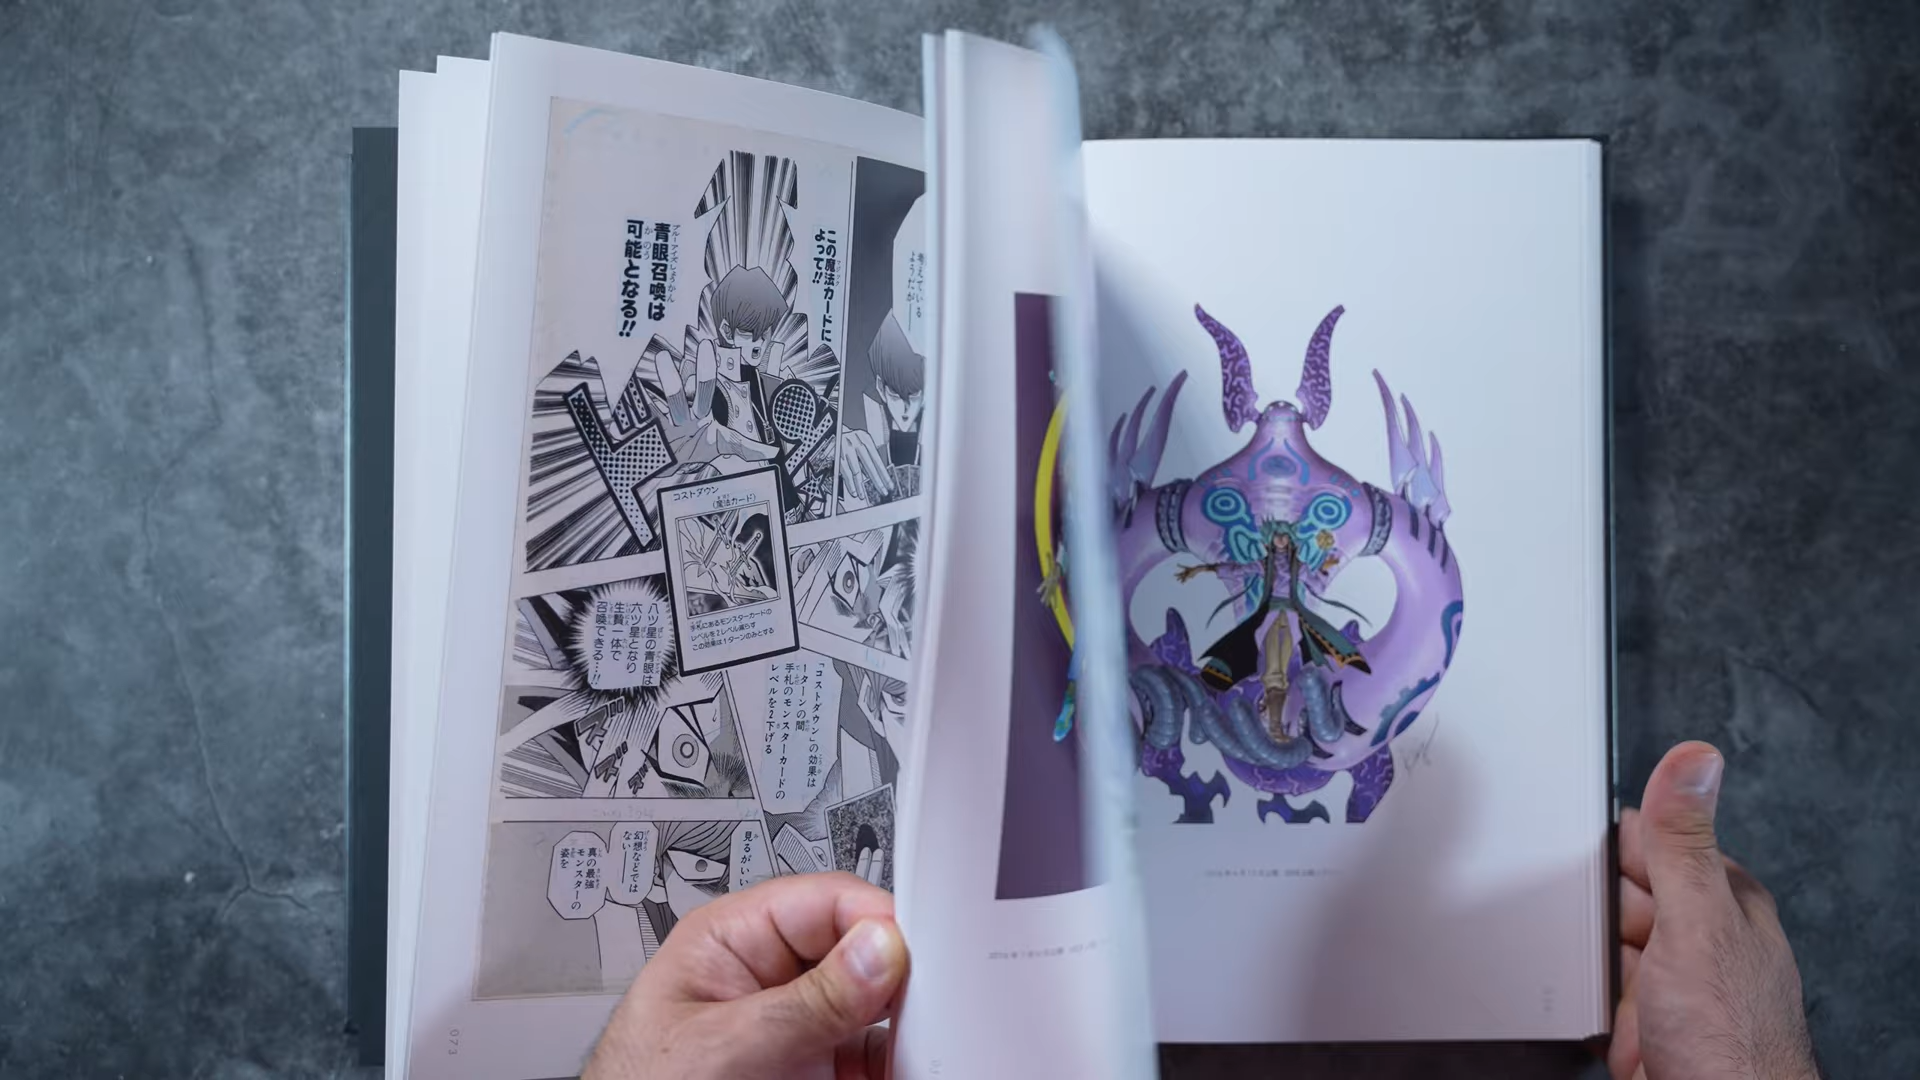 この魔法カードに
よって!!
青眼召喚は
可能となる!!
考えている
ようだが――
コストダウン
(魔法カード)
手札にあるモンスターカードの
レベルを2レベル減らす
この効果は1ターンのみとする
八ツ星の青眼は
六ツ星となり
生贄一体で
召喚できる…!!
「コストダウン」の効果は
1ターンの間
手札のモンスターカードの
レベルを2下げる
見るがいい
幻想などでは
ない――
真の最強
モンスターの
姿を
073